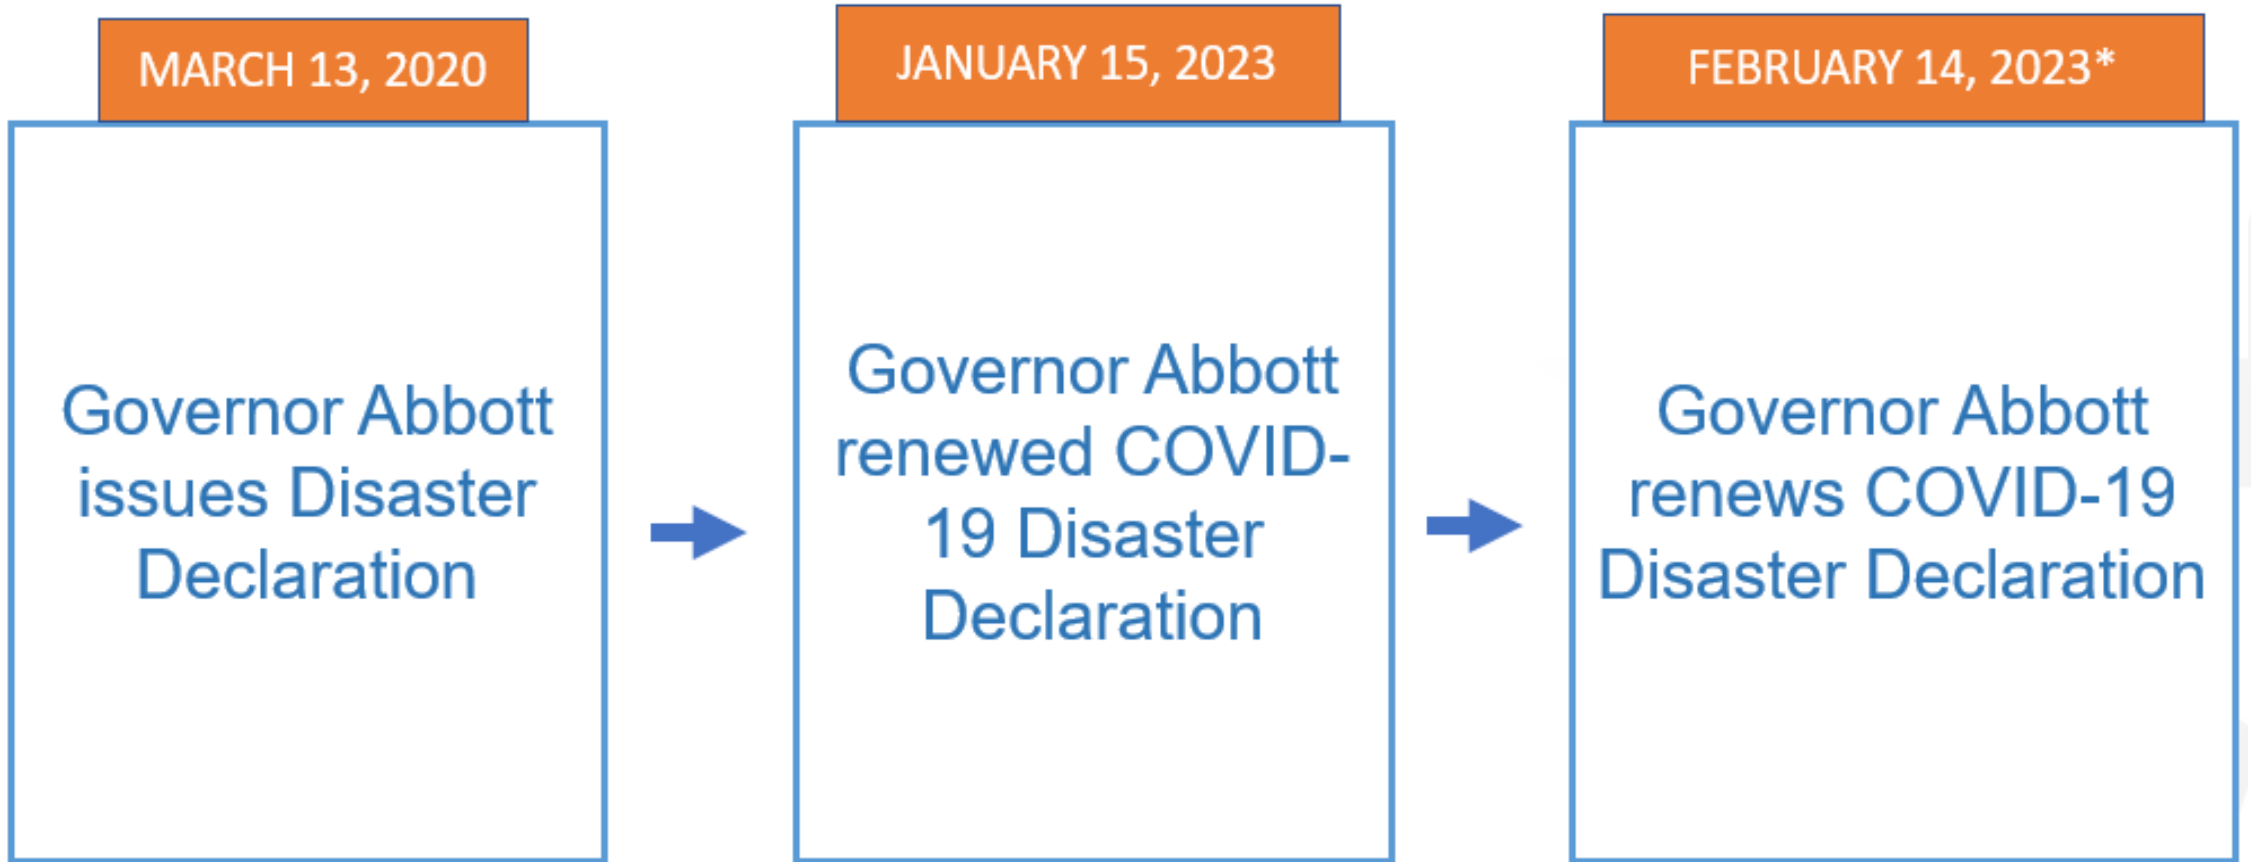 MARCH 13, 2020
Governor Abbott
issues Disaster
Declaration
JANUARY 15, 2023
Governor Abbott
renewed COVID-
19 Disaster
Declaration
FEBRUARY 14, 2023*
Governor Abbott
renews COVID-19
Disaster Declaration